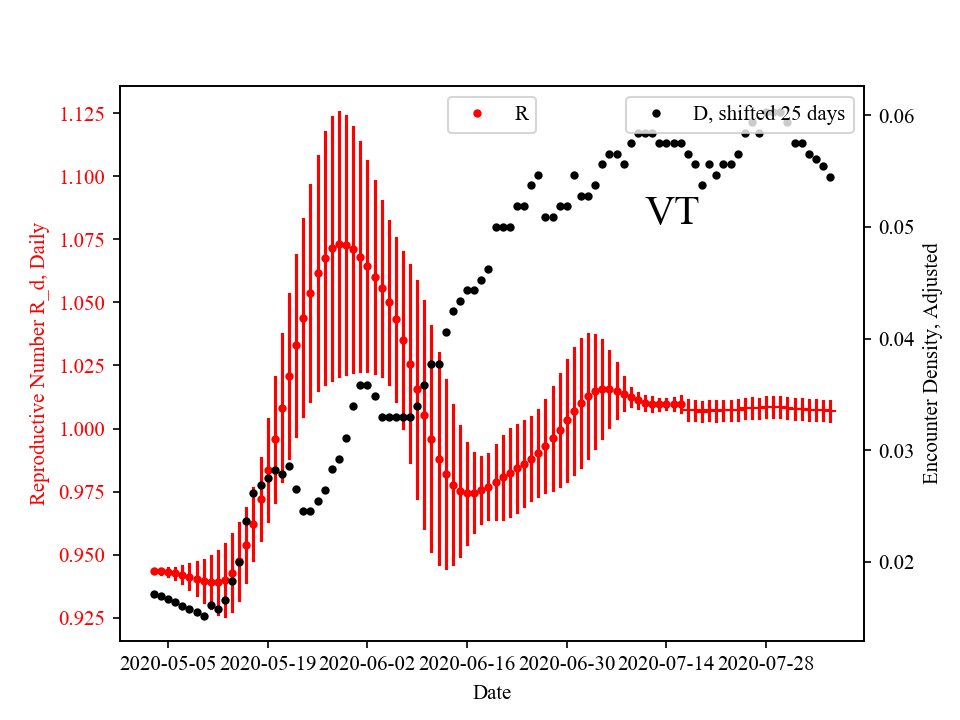 R
D, shifted 25 days
VT
Reproductive Number R_d, Daily
1.125
1.100
1.075
1.050
1.025
1.000
0.975
0.950
0.925
0.06
0.05
0.04
0.03
0.02
Encounter Density, Adjusted
2020-05-05 2020-05-19 2020-06-02 2020-06-16 2020-06-30 2020-07-14 2020-07-28
Date